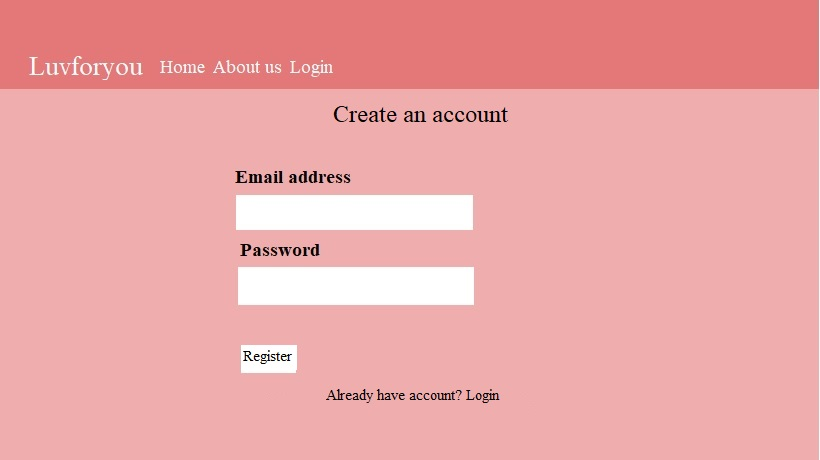 Luvforyou Home About us Login
Create an account
Email address
Password
Register
Already have account? Login